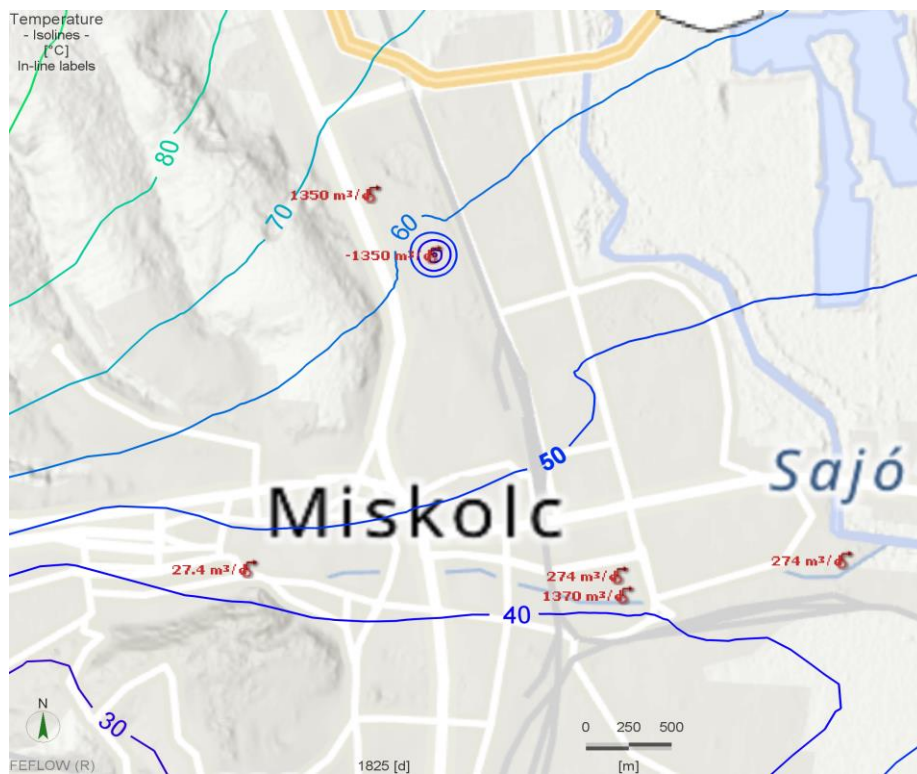 Temperature
- Isolines -
[°C]
In-line labels
80
70
1350 m³/d
60
-1350 m³/d
50
Sajó
Miskolc
27.4 m³/d
274 m³/d
274 m³/d
1370 m³/d
40
30
N
0 250 500
[m]
FEFLOW (R)
1825 [d]